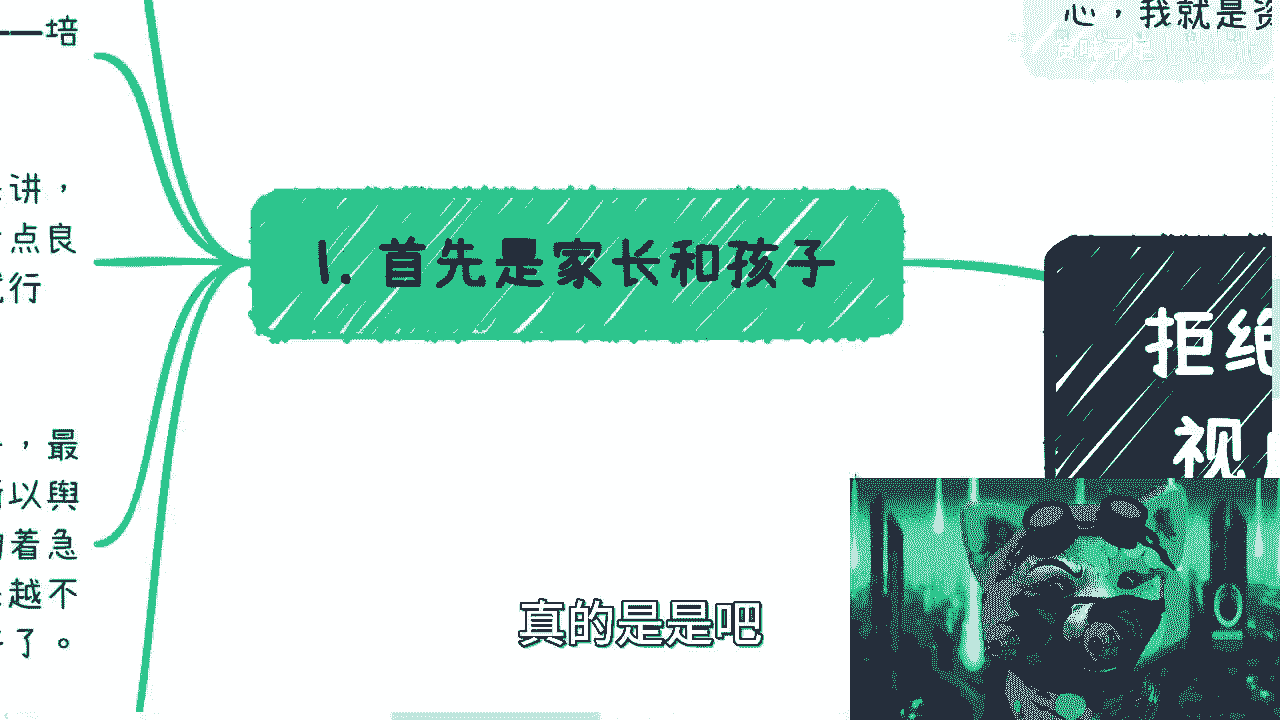 ——培
讲，
点良
行
1. 首先是家长和孩子
，最
以舆
着急
越不
了。
心，我就是资
拒绝
视
真的是是吧